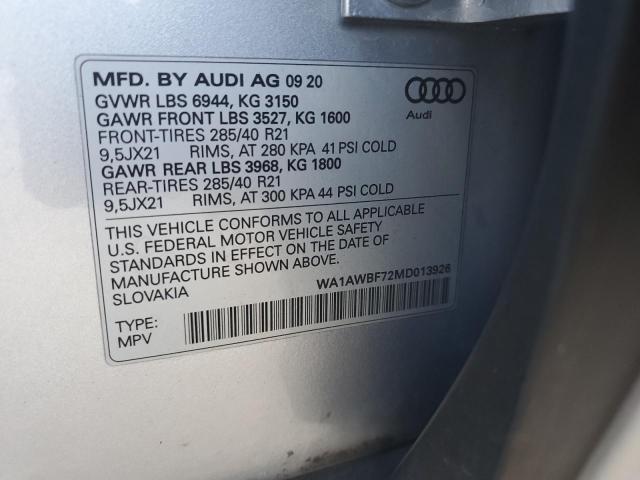 MFD. BY AUDI AG 09 20
GVWR LBS 6944, KG 3150
GAWR FRONT LBS 3527, KG 1600
FRONT-TIRES 285/40 R21
9,5JX21 RIMS, AT 280 KPA 41 PSI COLD
GAWR REAR LBS 3968, KG 1800
REAR-TIRES 285/40 R21
9,5JX21 RIMS, AT 300 KPA 44 PSI COLD
Audi
THIS VEHICLE CONFORMS TO ALL APPLICABLE
U.S. FEDERAL MOTOR VEHICLE SAFETY
STANDARDS IN EFFECT ON THE DATE OF
MANUFACTURE SHOWN ABOVE.
SLOVAKIA
WA1AWBF72MD013926
TYPE:
MPV